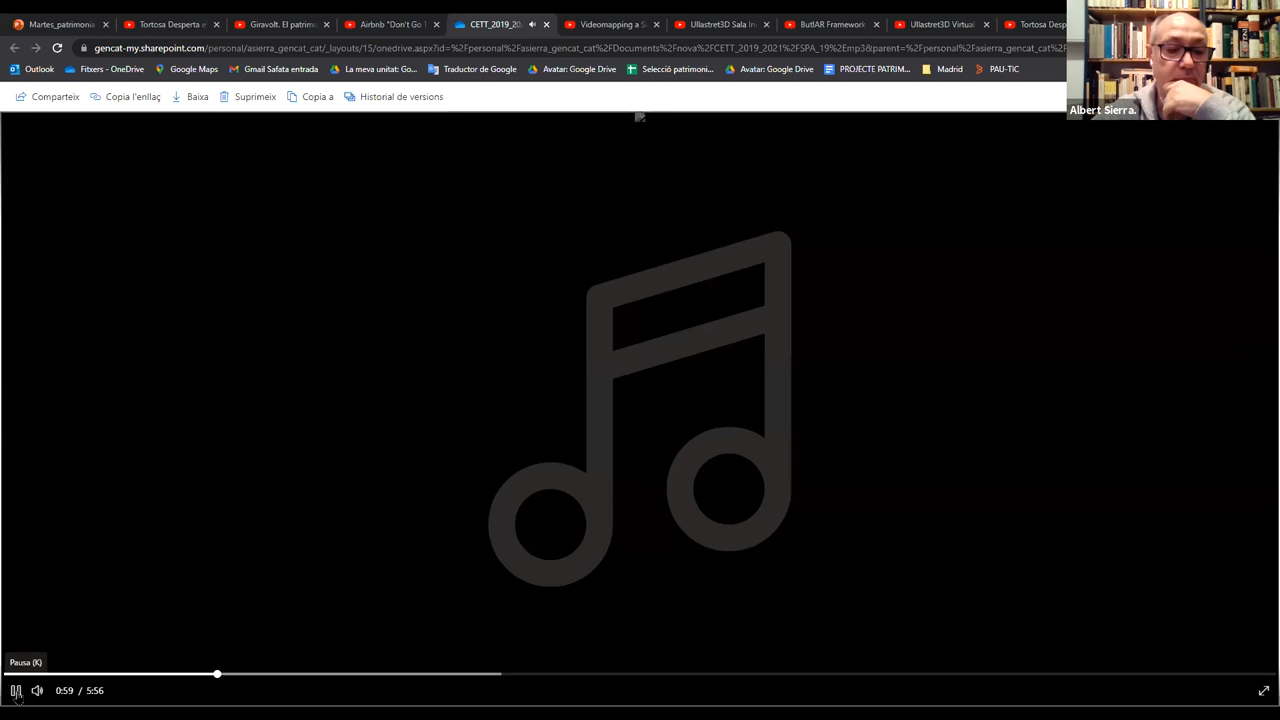 Martes_patrimonia
Tortosa Desperta e
Giravolt. El patrim
Airbnb "Don't Go T
CETT_2019_20
Videomapping a S
Ullastret3D Sala In
ButIAR Framework
Ullastret3D Virtual
Tortosa Desp
gencat-my.sharepoint.com/personal/asierra_gencat_cat/_layouts/15/onedrive.aspx?id=%2Fpersonal%2Fasierra_gencat_cat%2FDocuments%2Fnova%2FCETT_2019_2021%2FSPA_19%2Emp3&parent=%2Fpersonal%2Fasierra_gencat_cat%2F
Outlook
Fitxers - OneDrive
Google Maps
Gmail Safata entrada
La meva unitat: Go...
Traductor de Google
Avatar: Google Drive
Selecció patrimoni...
Avatar: Google Drive
PROJECTE PATRIM...
Madrid
PAU-TIC
Comparteix
Copia l'enllaç
Baixa
Suprimeix
Copia a
Historial de versions
Albert Sierra.
Pausa (K)
0:59 / 5:56